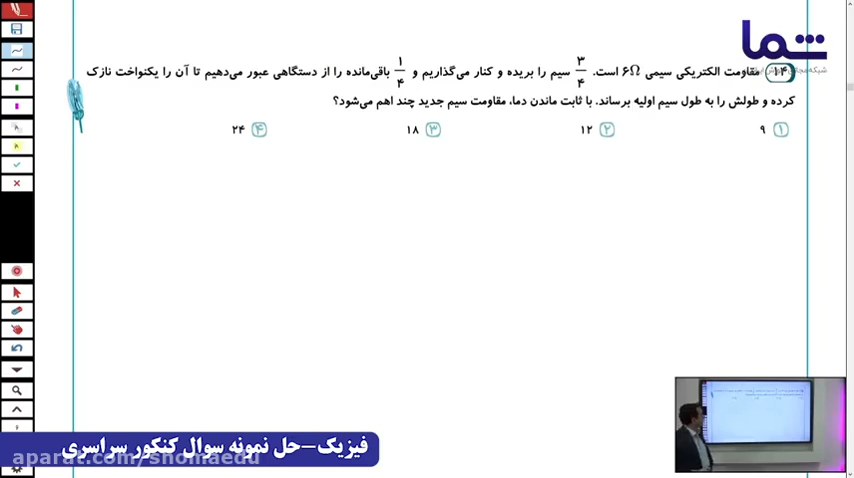 شما
۱۴ مقاومت الکتریکی سیمی ۶Ω است. ۳/۴ سیم را بریده و کنار می‌گذاریم و ۱/۴ باقی‌مانده را از دستگاهی عبور می‌دهیم تا آن را یکنواخت نازک
کرده و طولش را به طول سیم اولیه برساند. با ثابت ماندن دما، مقاومت سیم جدید چند اهم می‌شود؟
۱ ۹ ۲ ۱۲ ۳ ۱۸ ۴ ۲۴
فیزیک-حل نمونه سوال کنکور سراسری
aparat.com/shomaedu